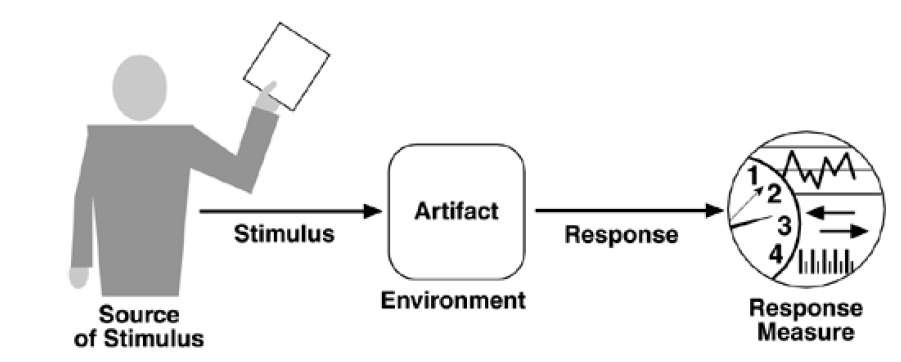 Source
of Stimulus
Stimulus
Artifact
Environment
Response
1
2
3
4
Response
Measure